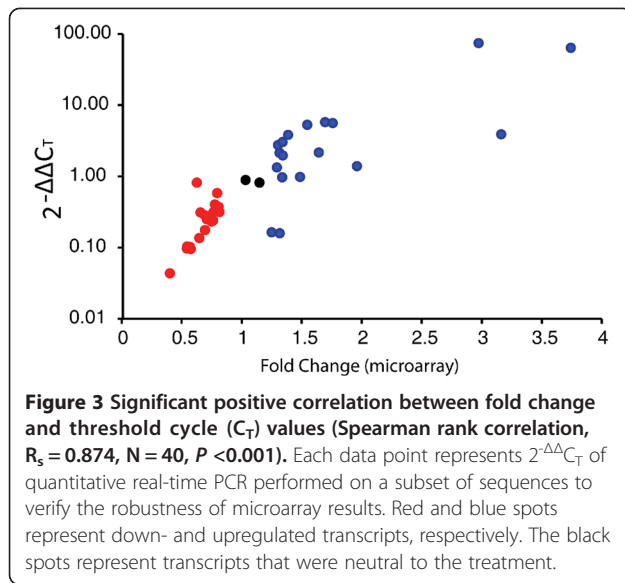 100.00
10.00
1.00
0.10
0.01
2^-ΔΔC_T
0 0.5 1 1.5 2 2.5 3 3.5 4
Fold Change (microarray)
Figure 3 Significant positive correlation between fold change
and threshold cycle (C_T) values (Spearman rank correlation,
R_s = 0.874, N = 40, P <0.001). Each data point represents 2^-ΔΔC_T of
quantitative real-time PCR performed on a subset of sequences to
verify the robustness of microarray results. Red and blue spots
represent down- and upregulated transcripts, respectively. The black
spots represent transcripts that were neutral to the treatment.